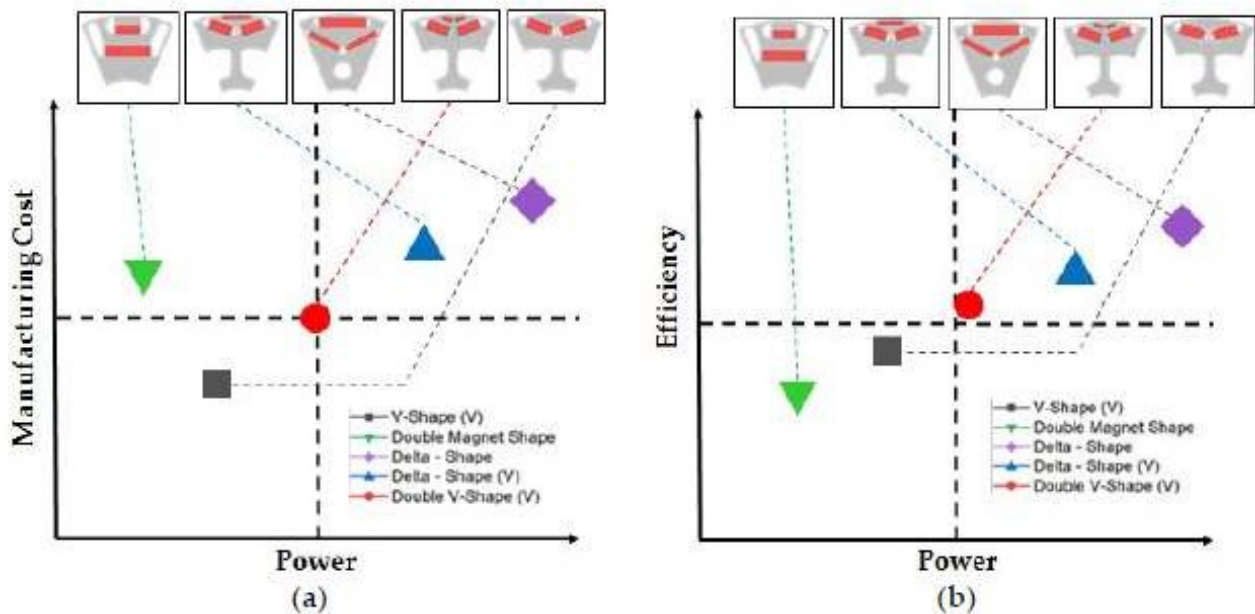 Manufacturing Cost
V-Shape (V)
Double Magnet Shape
Delta - Shape
Delta - Shape (V)
Double V-Shape (V)
Power
(a)
Efficiency
V-Shape (V)
Double Magnet Shape
Delta - Shape
Delta - Shape (V)
Double V-Shape (V)
Power
(b)